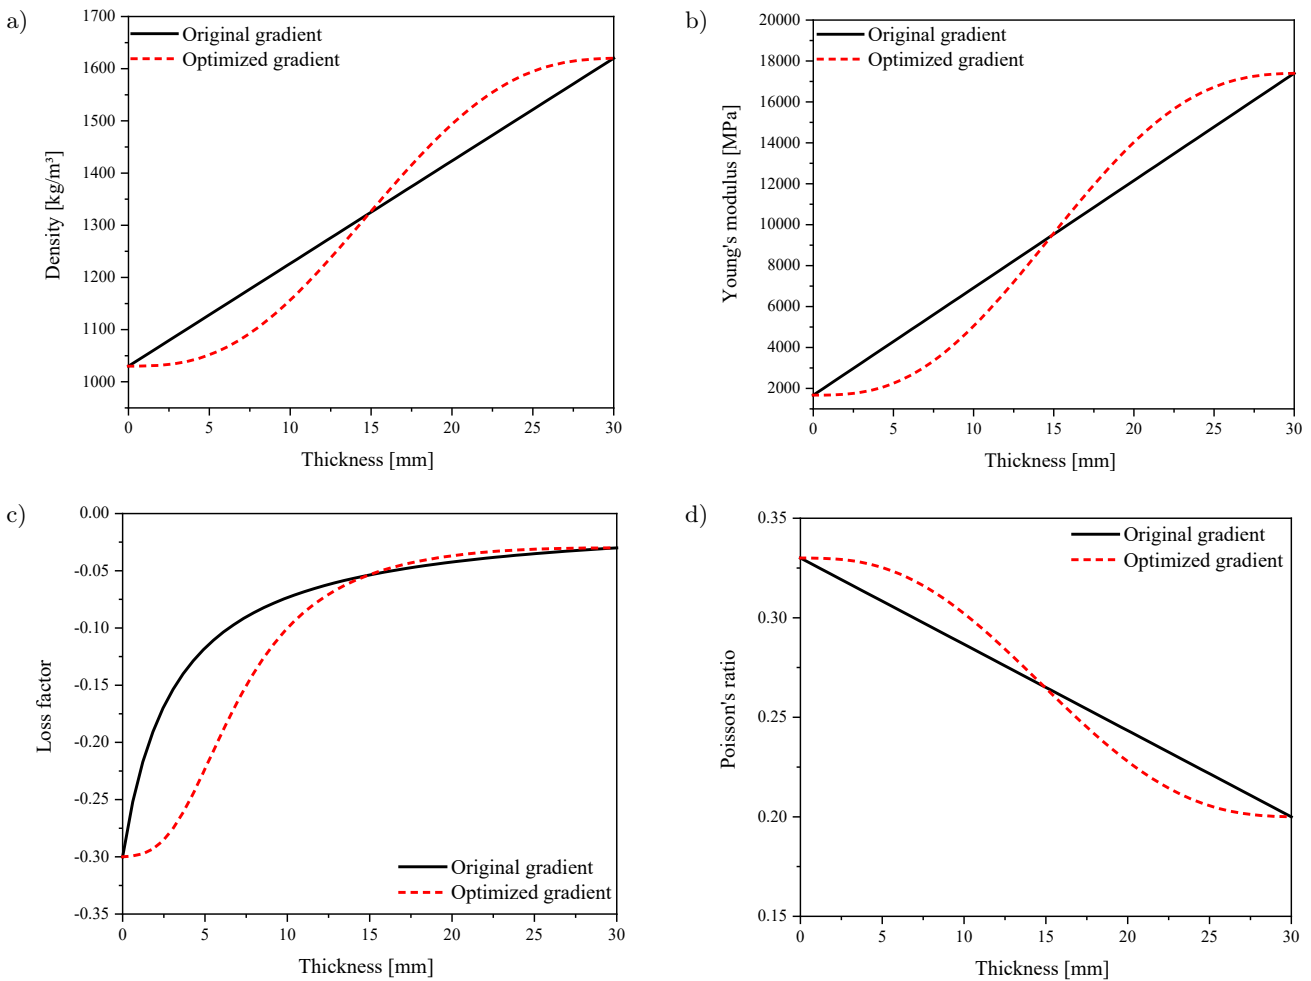 a)
1700
1600
1500
1400
1300
1200
1100
1000
Density [kg/m³]
Original gradient
Optimized gradient
0 5 10 15 20 25 30
Thickness [mm]
b)
20000
18000
16000
14000
12000
10000
8000
6000
4000
2000
Young's modulus [MPa]
Original gradient
Optimized gradient
0 5 10 15 20 25 30
Thickness [mm]
c)
0.00
-0.05
-0.10
-0.15
-0.20
-0.25
-0.30
-0.35
Loss factor
Original gradient
Optimized gradient
0 5 10 15 20 25 30
Thickness [mm]
d)
0.35
0.30
0.25
0.20
0.15
Poisson's ratio
Original gradient
Optimized gradient
0 5 10 15 20 25 30
Thickness [mm]